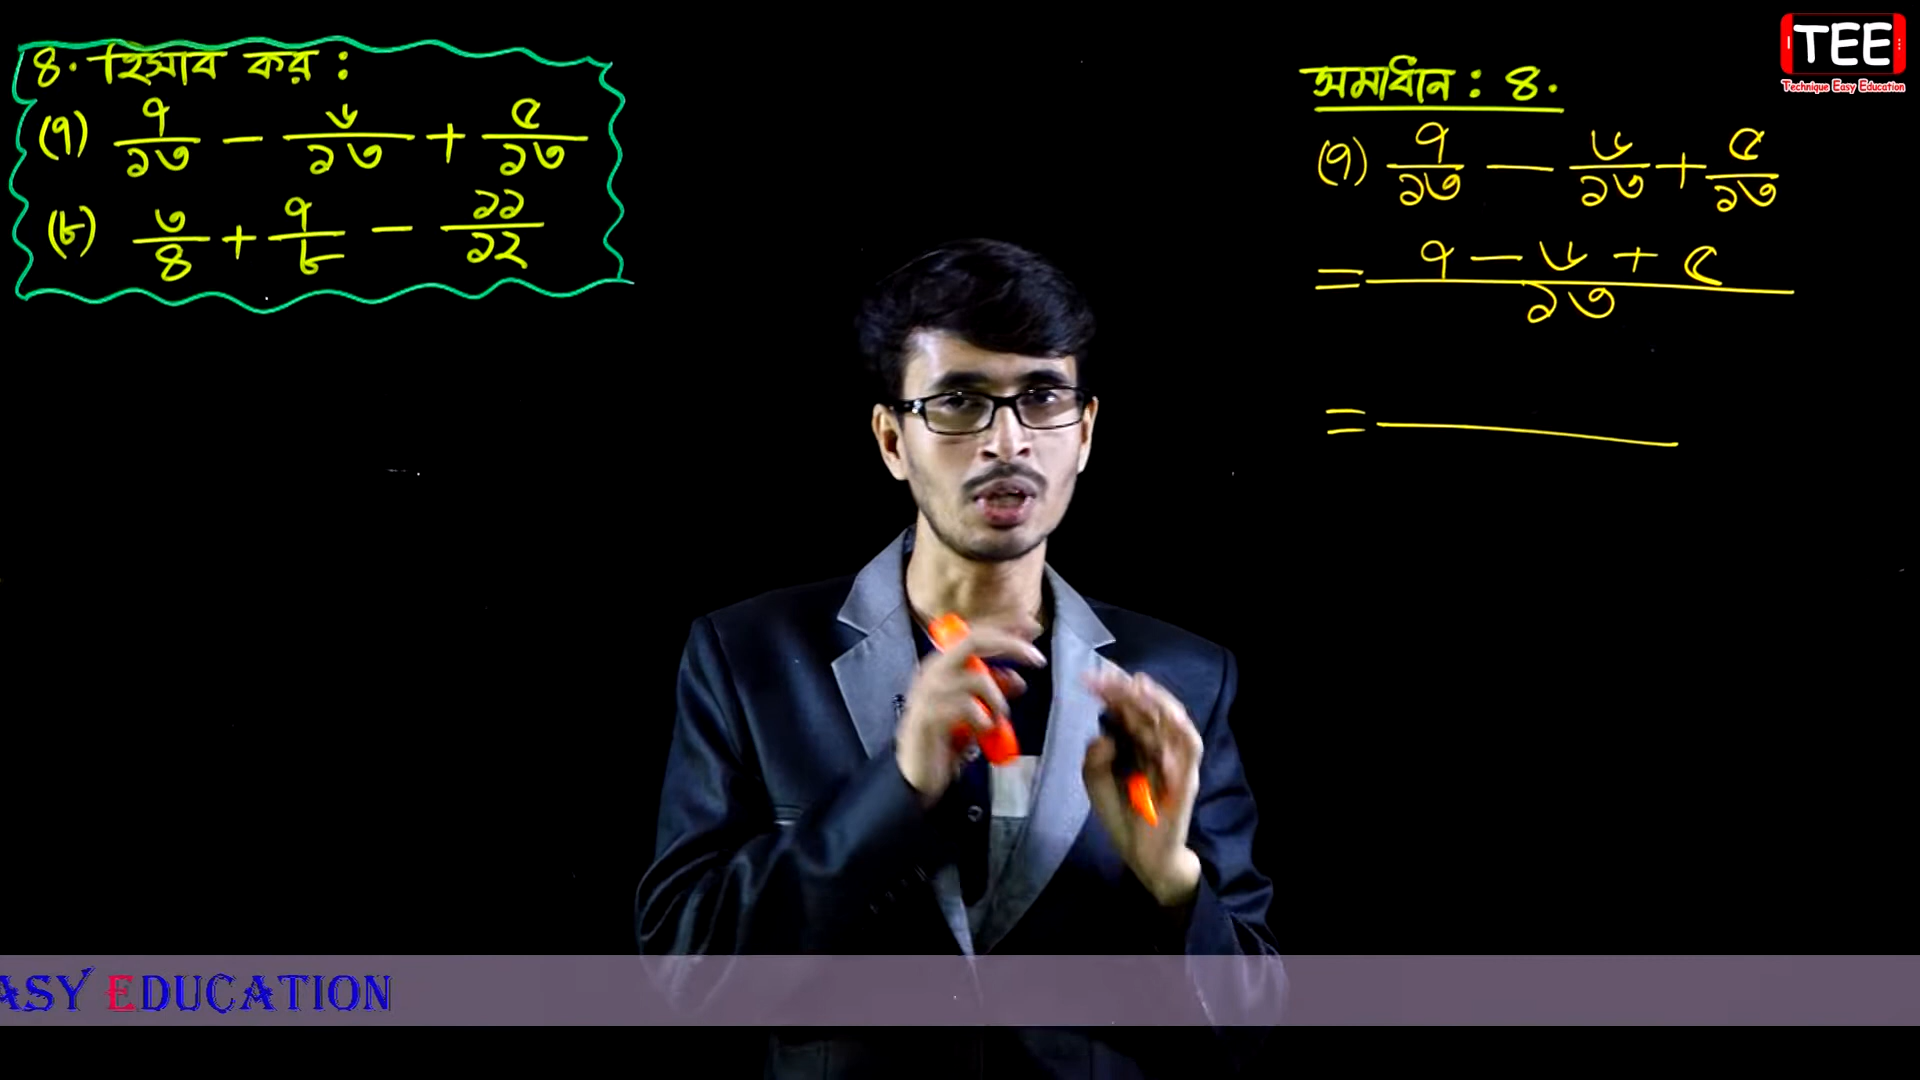 ৪. হিসাব কর :
(৭) ৭/১৩ − ৬/১৩ + ৫/১৩
(৮) ৩/৪ + ৭/৮ − ১১/১২
সমাধান : ৪.
(৭) ৭/১৩ − ৬/১৩ + ৫/১৩
= ৭ − ৬ + ৫/১৩
=
TEE
Technique Easy Education
ASY EDUCATION